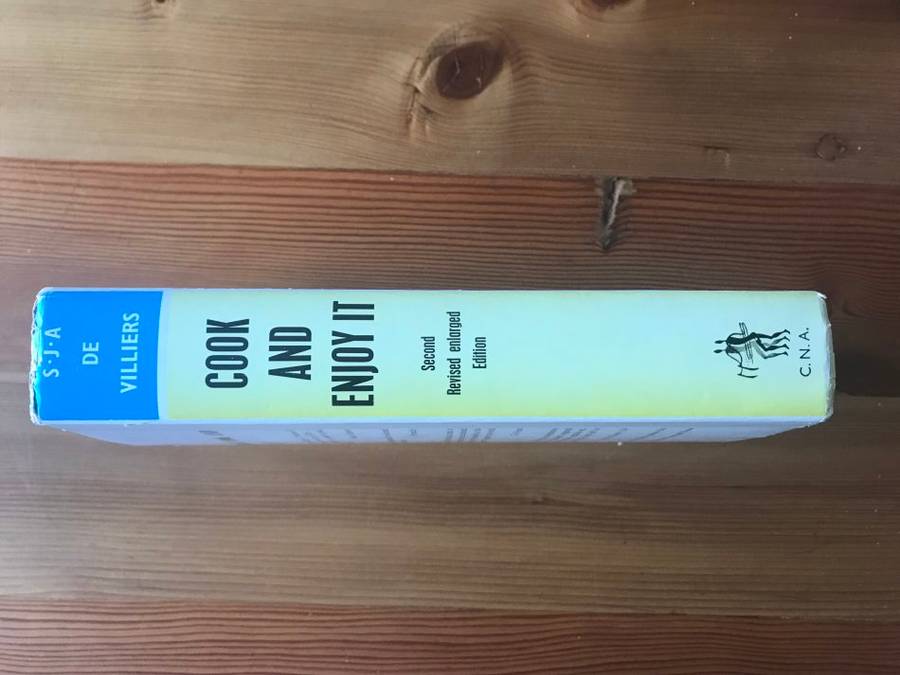 S·J·A
DE
VILLIERS
COOK
AND
ENJOY IT
Second
Revised enlarged
Edition
C.N.A.